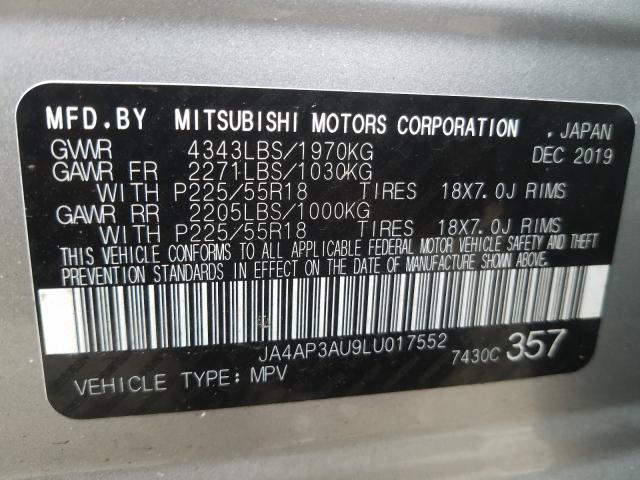 MFD.BY MITSUBISHI MOTORS CORPORATION , JAPAN
GVWR 4343LBS/1970KG DEC 2019
GAWR FR 2271LBS/1030KG
WITH P225/55R18 TIRES 18X7.0J RIMS
GAWR RR 2205LBS/1000KG
WITH P225/55R18 TIRES 18X7.0J RIMS
THIS VEHICLE CONFORMS TO ALL APPLICABLE FEDERAL MOTOR VEHICLE SAFETY AND THEFT
PREVENTION STANDARDS IN EFFECT ON THE DATE OF MANUFACTURE SHOWN ABOVE.
JA4AP3AU9LU017552
7430C 357
VEHICLE TYPE: MPV